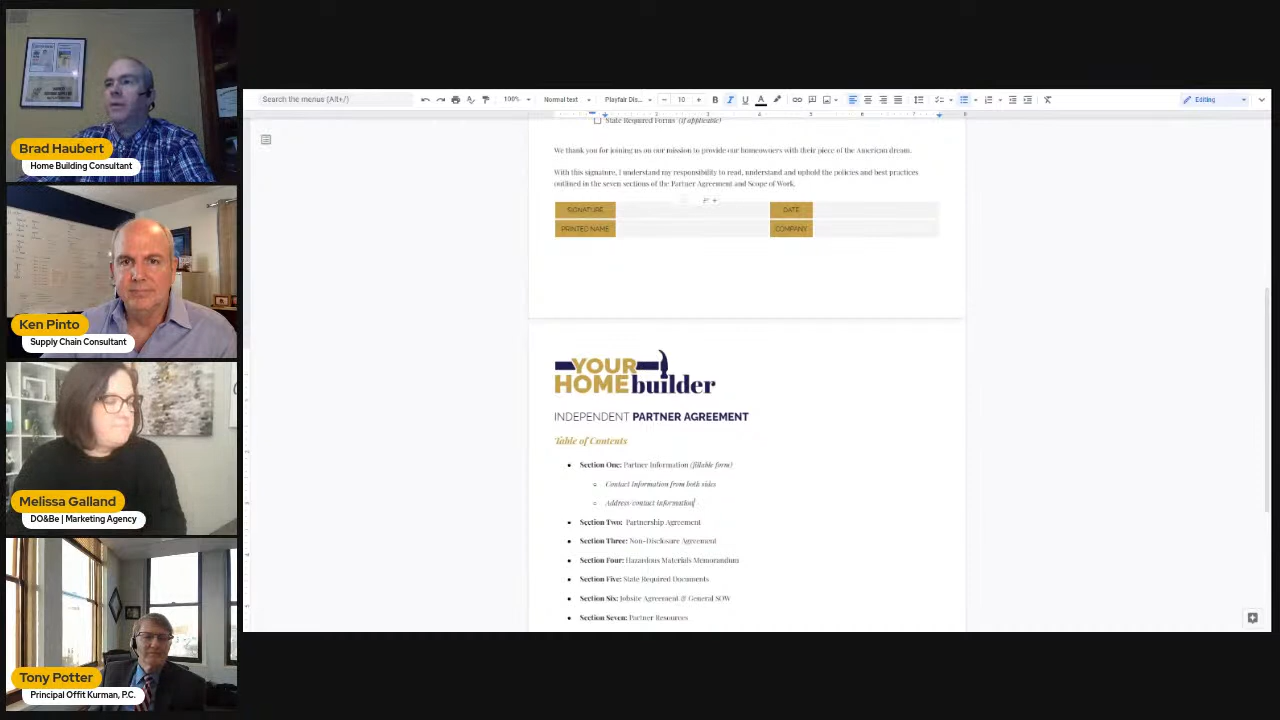 Brad Haubert
Home Building Consultant
Ken Pinto
Supply Chain Consultant
Melissa Galland
DO&Be | Marketing Agency
Tony Potter
Principal Offit Kurman, P.C.
Search the menus (Alt+/)
100%
Normal text
Playfair Dis...
10
B
I
U
A
Editing
State Required Forms (if applicable)
We thank you for joining us on our mission to provide our homeowners with their piece of the American dream.
With this signature, I understand my responsibility to read, understand and uphold the policies and best practices
outlined in the seven sections of the Partner Agreement and Scope of Work.
SIGNATURE
DATE
PRINTED NAME
COMPANY
YOUR
HOME builder
INDEPENDENT PARTNER AGREEMENT
Table of Contents
Section One: Partner Information (fillable form)
Contact Information from both sides
Address/contact information
Section Two: Partnership Agreement
Section Three: Non-Disclosure Agreement
Section Four: Hazardous Materials Memorandum
Section Five: State Required Documents
Section Six: Jobsite Agreement & General SOW
Section Seven: Partner Resources